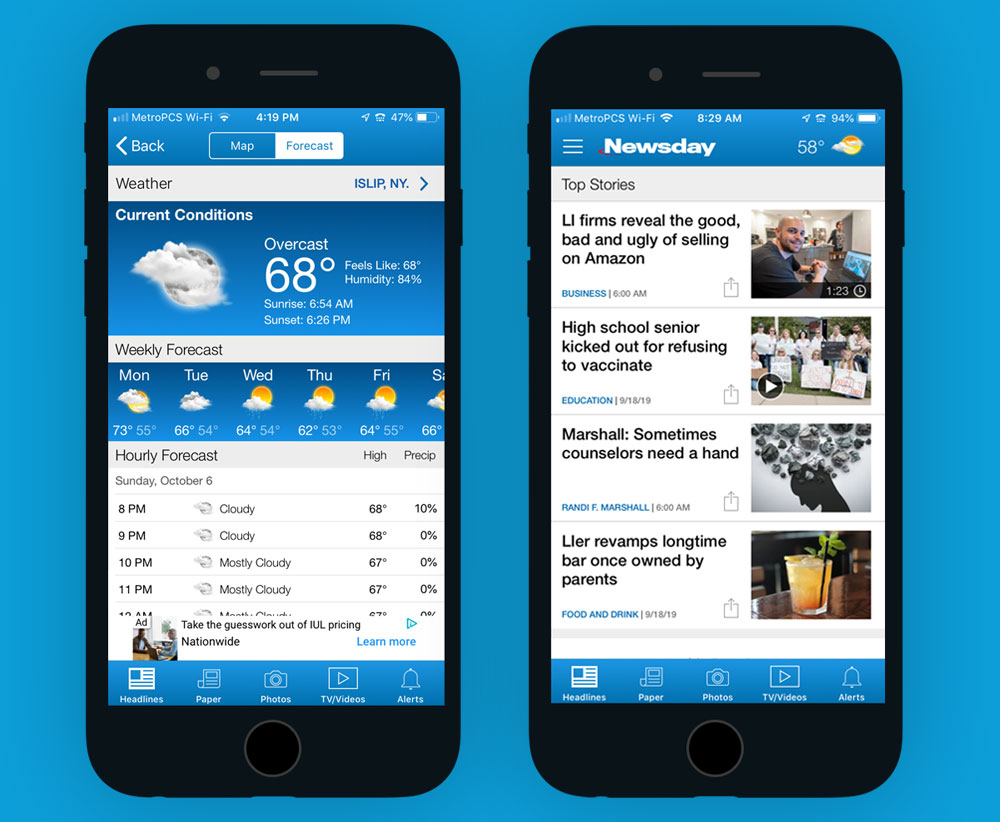 MetroPCS Wi-Fi 4:19 PM 47%
Back Map Forecast
Weather ISLIP, NY.
Current Conditions
Overcast
68°
Feels Like: 68°
Humidity: 84%
Sunrise: 6:54 AM
Sunset: 6:26 PM
Weekly Forecast
Mon Tue Wed Thu Fri Sa
73° 55° 66° 54° 64° 54° 62° 53° 64° 55° 66°
Hourly Forecast High Precip
Sunday, October 6
8 PM Cloudy 68° 10%
9 PM Cloudy 68° 0%
10 PM Mostly Cloudy 67° 0%
11 PM Mostly Cloudy 67° 0%
12 AM Mostly Cloudy 67° 0%
Ad
Take the guesswork out of IUL pricing
Nationwide Learn more
Headlines Paper Photos TV/Videos Alerts
MetroPCS Wi-Fi 8:29 AM 94%
Newsday 58°
Top Stories
LI firms reveal the good,
bad and ugly of selling
on Amazon
BUSINESS | 6:00 AM
1:23
High school senior
kicked out for refusing
to vaccinate
EDUCATION | 9/18/19
Marshall: Sometimes
counselors need a hand
RANDI F. MARSHALL | 6:00 AM
LIer revamps longtime
bar once owned by
parents
FOOD AND DRINK | 9/18/19
Headlines Paper Photos TV/Videos Alerts